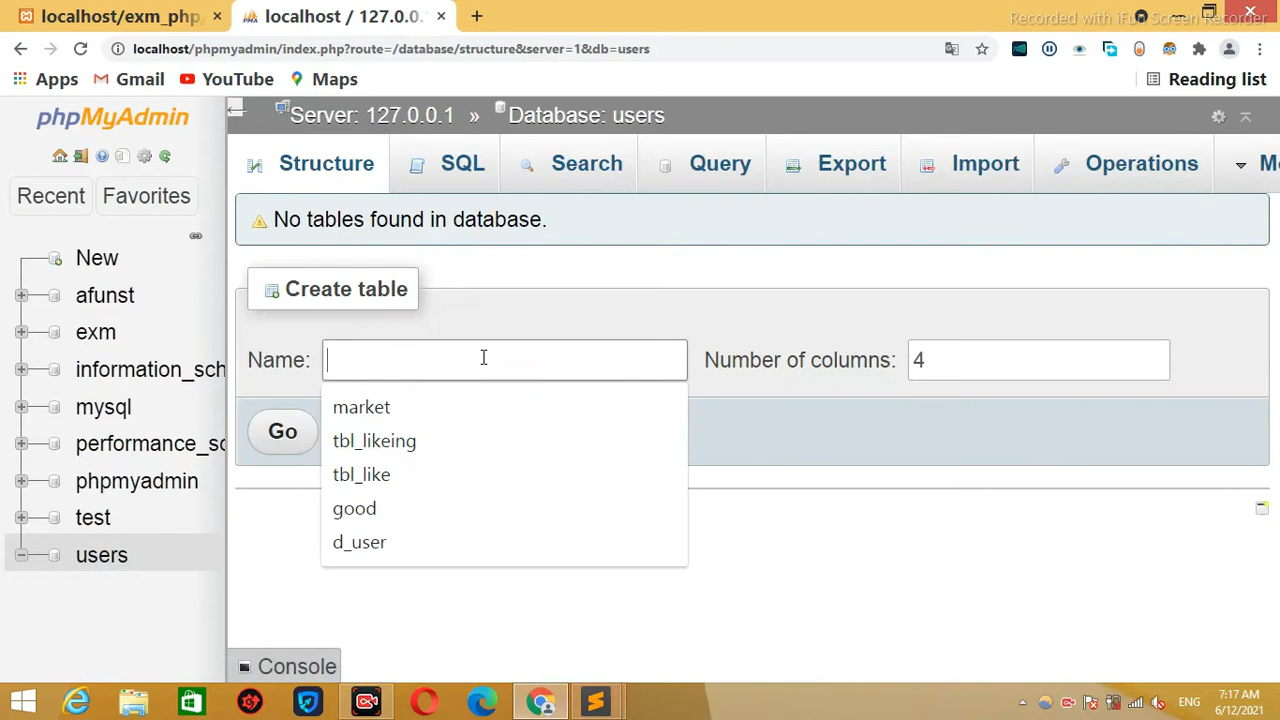 localhost/exm_php,
localhost / 127.0.0.
Recorded with iFun Screen Recorder
localhost/phpmyadmin/index.php?route=/database/structure&server=1&db=users
Apps
Gmail
YouTube
Maps
Reading list
phpMyAdmin
Server: 127.0.0.1 » Database: users
Structure
SQL
Search
Query
Export
Import
Operations
Recent
Favorites
No tables found in database.
New
afunst
exm
information_sch
mysql
performance_sc
phpmyadmin
test
users
Create table
Name:
Number of columns: 4
market
tbl_likeing
tbl_like
good
d_user
Go
Console
ENG
7:17 AM
6/12/2021